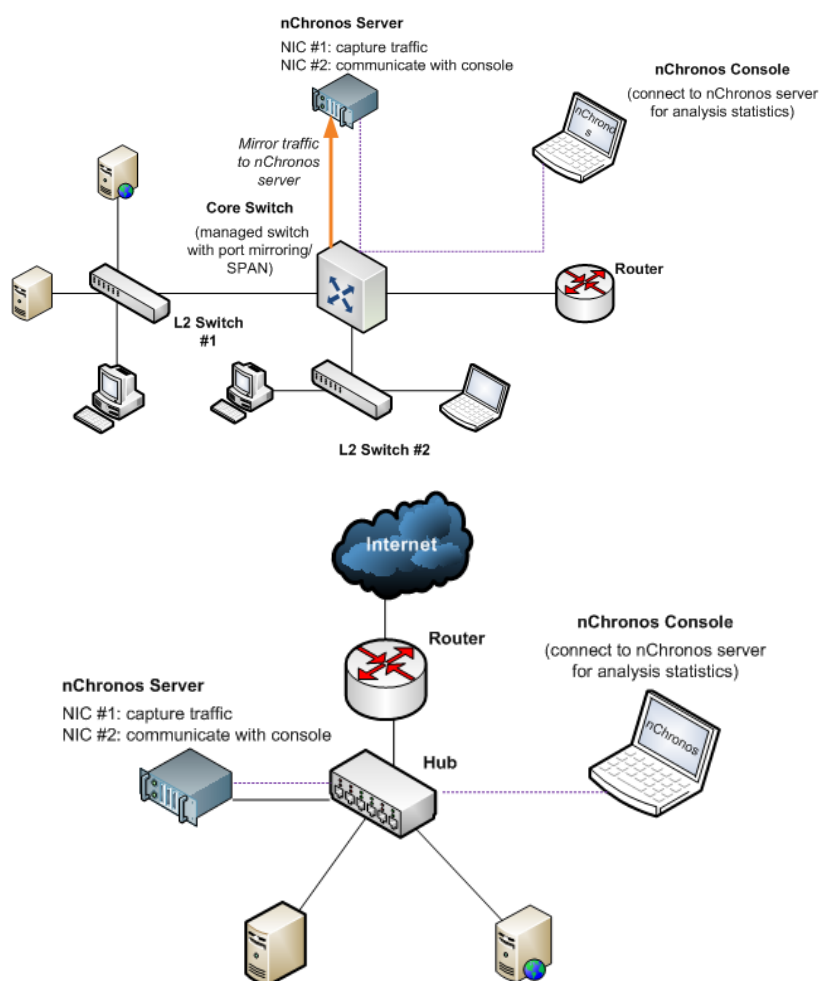 nChronos Server
NIC #1: capture traffic
NIC #2: communicate with console
nChronos Console
(connect to nChronos server
for analysis statistics)
nChrono
s
Mirror traffic
to nChronos
server
Core Switch
(managed switch
with port mirroring/
SPAN)
Router
L2 Switch
#1
L2 Switch #2
Internet
Router
nChronos Console
(connect to nChronos server
for analysis statistics)
nChronos
nChronos Server
NIC #1: capture traffic
NIC #2: communicate with console
Hub